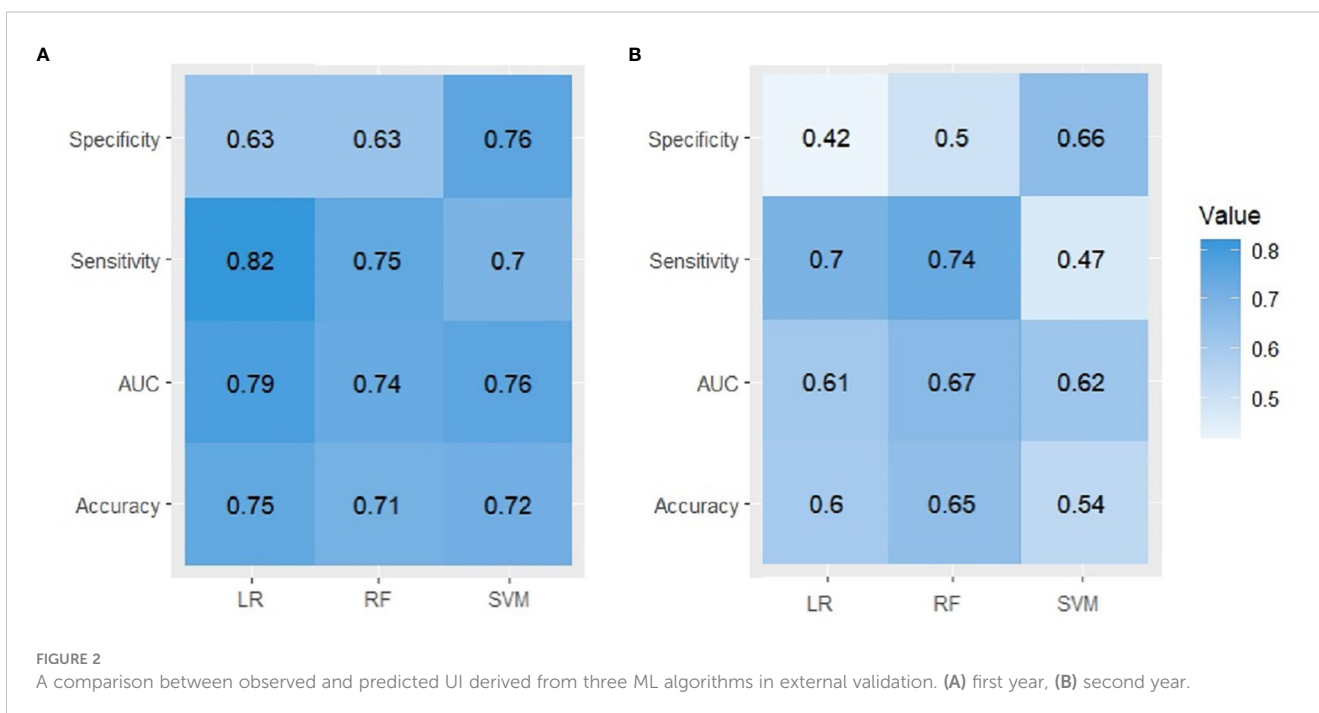 A
Specificity 0.63 0.63 0.76
Sensitivity 0.82 0.75 0.7
AUC 0.79 0.74 0.76
Accuracy 0.75 0.71 0.72
LR RF SVM
B
Specificity 0.42 0.5 0.66
Sensitivity 0.7 0.74 0.47
AUC 0.61 0.67 0.62
Accuracy 0.6 0.65 0.54
LR RF SVM
Value
0.8
0.7
0.6
0.5
FIGURE 2
A comparison between observed and predicted UI derived from three ML algorithms in external validation. (A) first year, (B) second year.